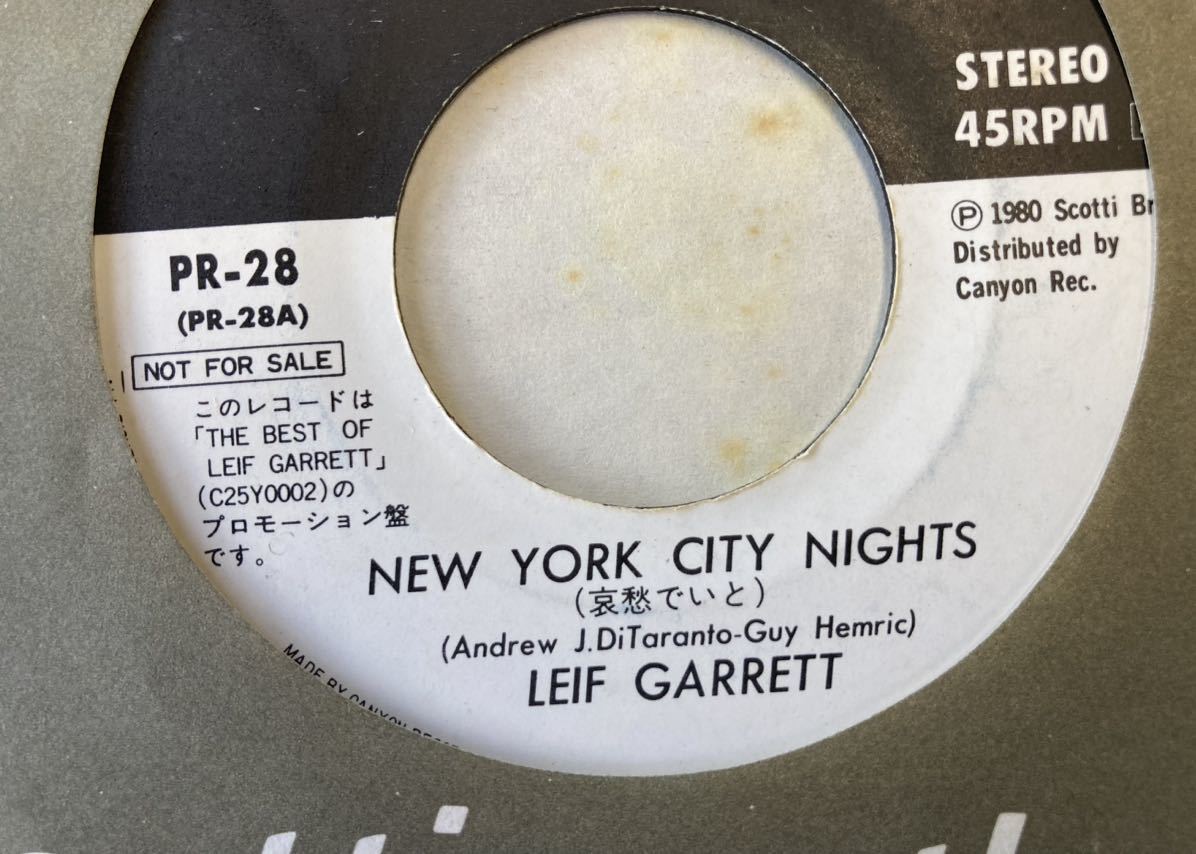 STEREO
45RPM
Ⓟ 1980 Scotti
Distributed by
Canyon Rec.
PR-28
(PR-28A)
NOT FOR SALE
このレコードは
「THE BEST OF
LEIF GARRETT」
(C25Y0002)の
プロモーション盤
です。
NEW YORK CITY NIGHTS
(哀愁でいと)
(Andrew J.DiTaranto-Guy Hemric)
LEIF GARRETT
MADE BY CANYON